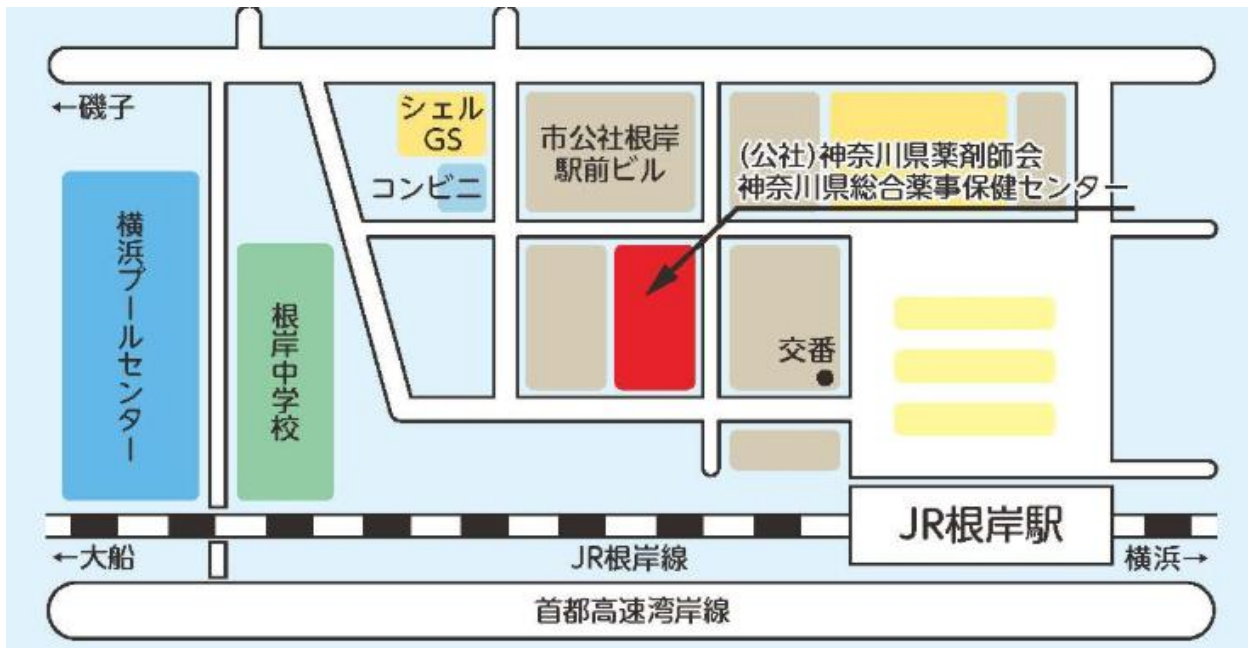 ←磯子
シェル
GS
コンビニ
市公社根岸
駅前ビル
(公社)神奈川県薬剤師会
神奈川県総合薬事保健センター
横浜プールセンター
根岸中学校
交番
JR根岸駅
←大船
JR根岸線
横浜→
首都高速湾岸線